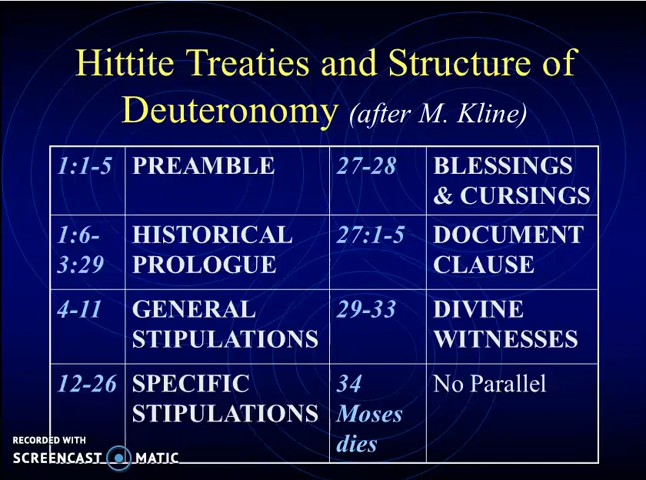 Hittite Treaties and Structure of
Deuteronomy (after M. Kline)
1:1-5 PREAMBLE 27-28 BLESSINGS
& CURSINGS
1:6- HISTORICAL 27:1-5 DOCUMENT
3:29 PROLOGUE CLAUSE
4-11 GENERAL 29-33 DIVINE
STIPULATIONS WITNESSES
12-26 SPECIFIC 34 No Parallel
STIPULATIONS Moses
dies
RECORDED WITH
SCREENCAST MATIC